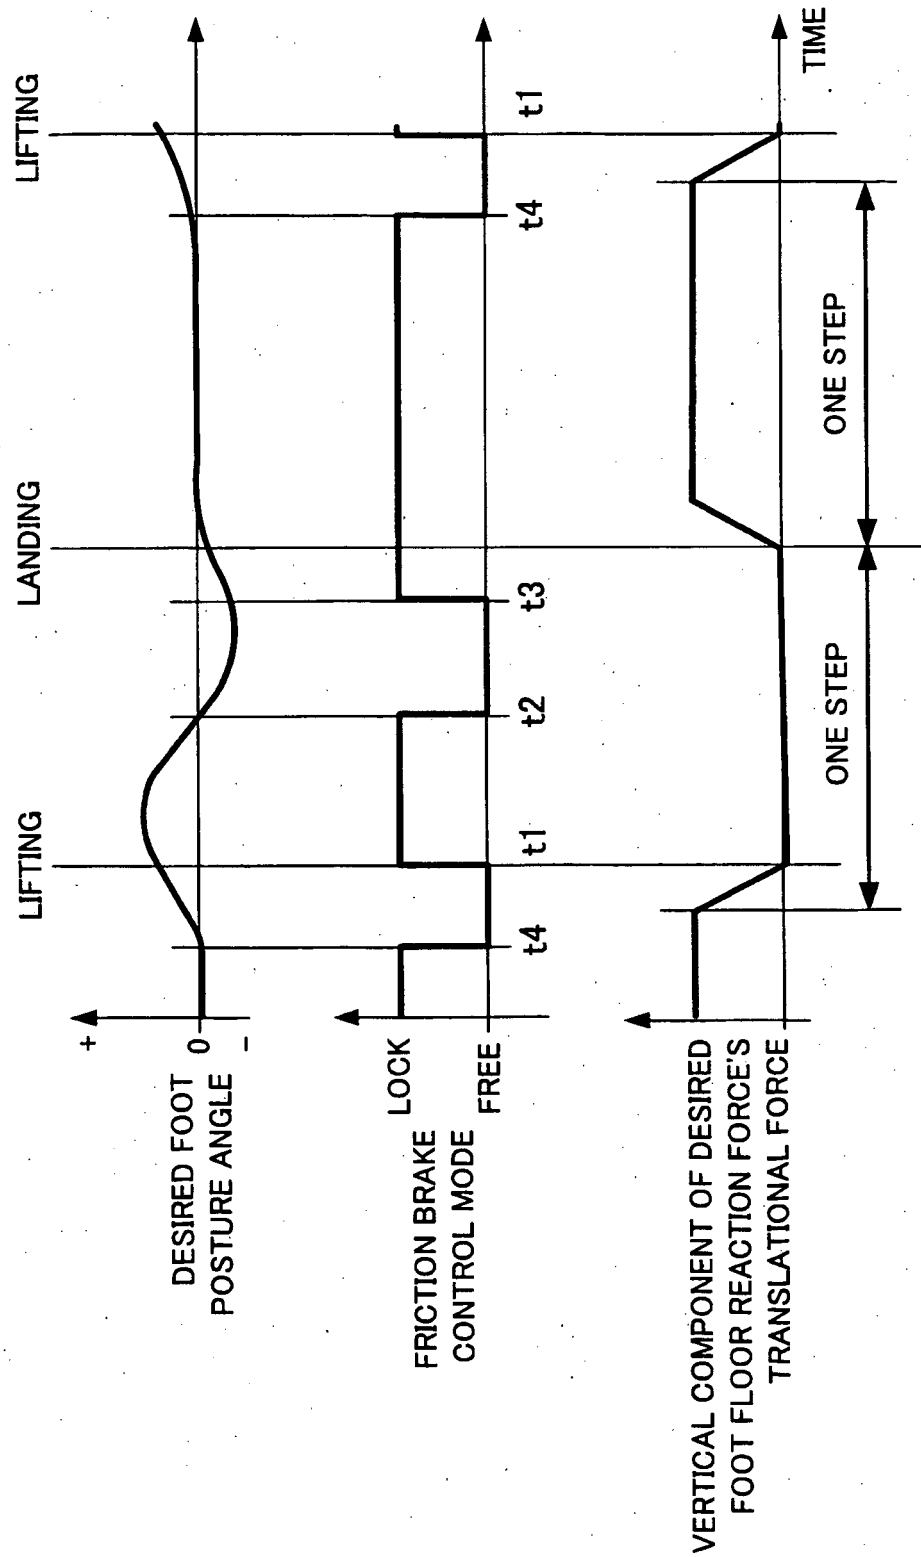 LIFTING
LANDING
LIFTING
+
0
-
DESIRED FOOT
POSTURE ANGLE
LOCK
FREE
FRICTION BRAKE
CONTROL MODE
t4
t1
t2
t3
t4
t1
VERTICAL COMPONENT OF DESIRED
FOOT FLOOR REACTION FORCE'S
TRANSLATIONAL FORCE
ONE STEP
ONE STEP
TIME